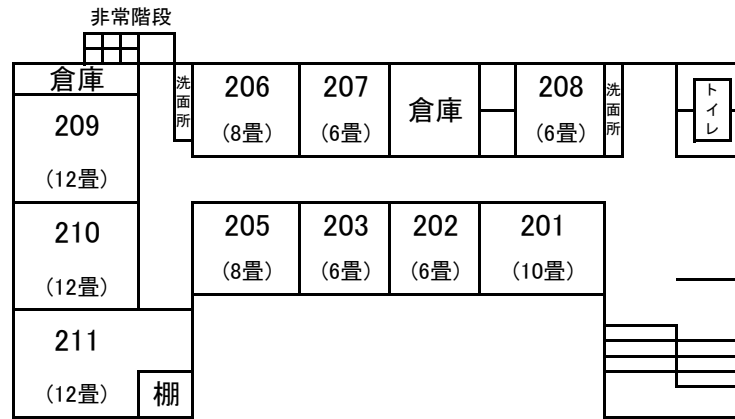 非常階段
倉庫
洗面所
206
(8畳)
207
(6畳)
倉庫
208
(6畳)
洗面所
トイレ
209
(12畳)
210
(12畳)
205
(8畳)
203
(6畳)
202
(6畳)
201
(10畳)
211
(12畳)
棚